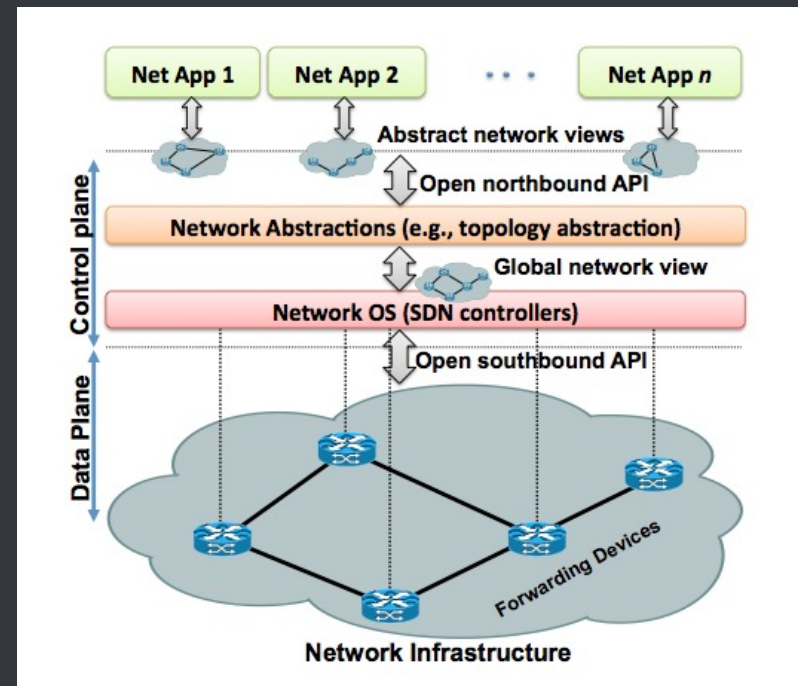 Net App 1
Net App 2
• • •
Net App n
Abstract network views
Open northbound API
Network Abstractions (e.g., topology abstraction)
Global network view
Network OS (SDN controllers)
Open southbound API
Control plane
Data Plane
Forwarding Devices
Network Infrastructure